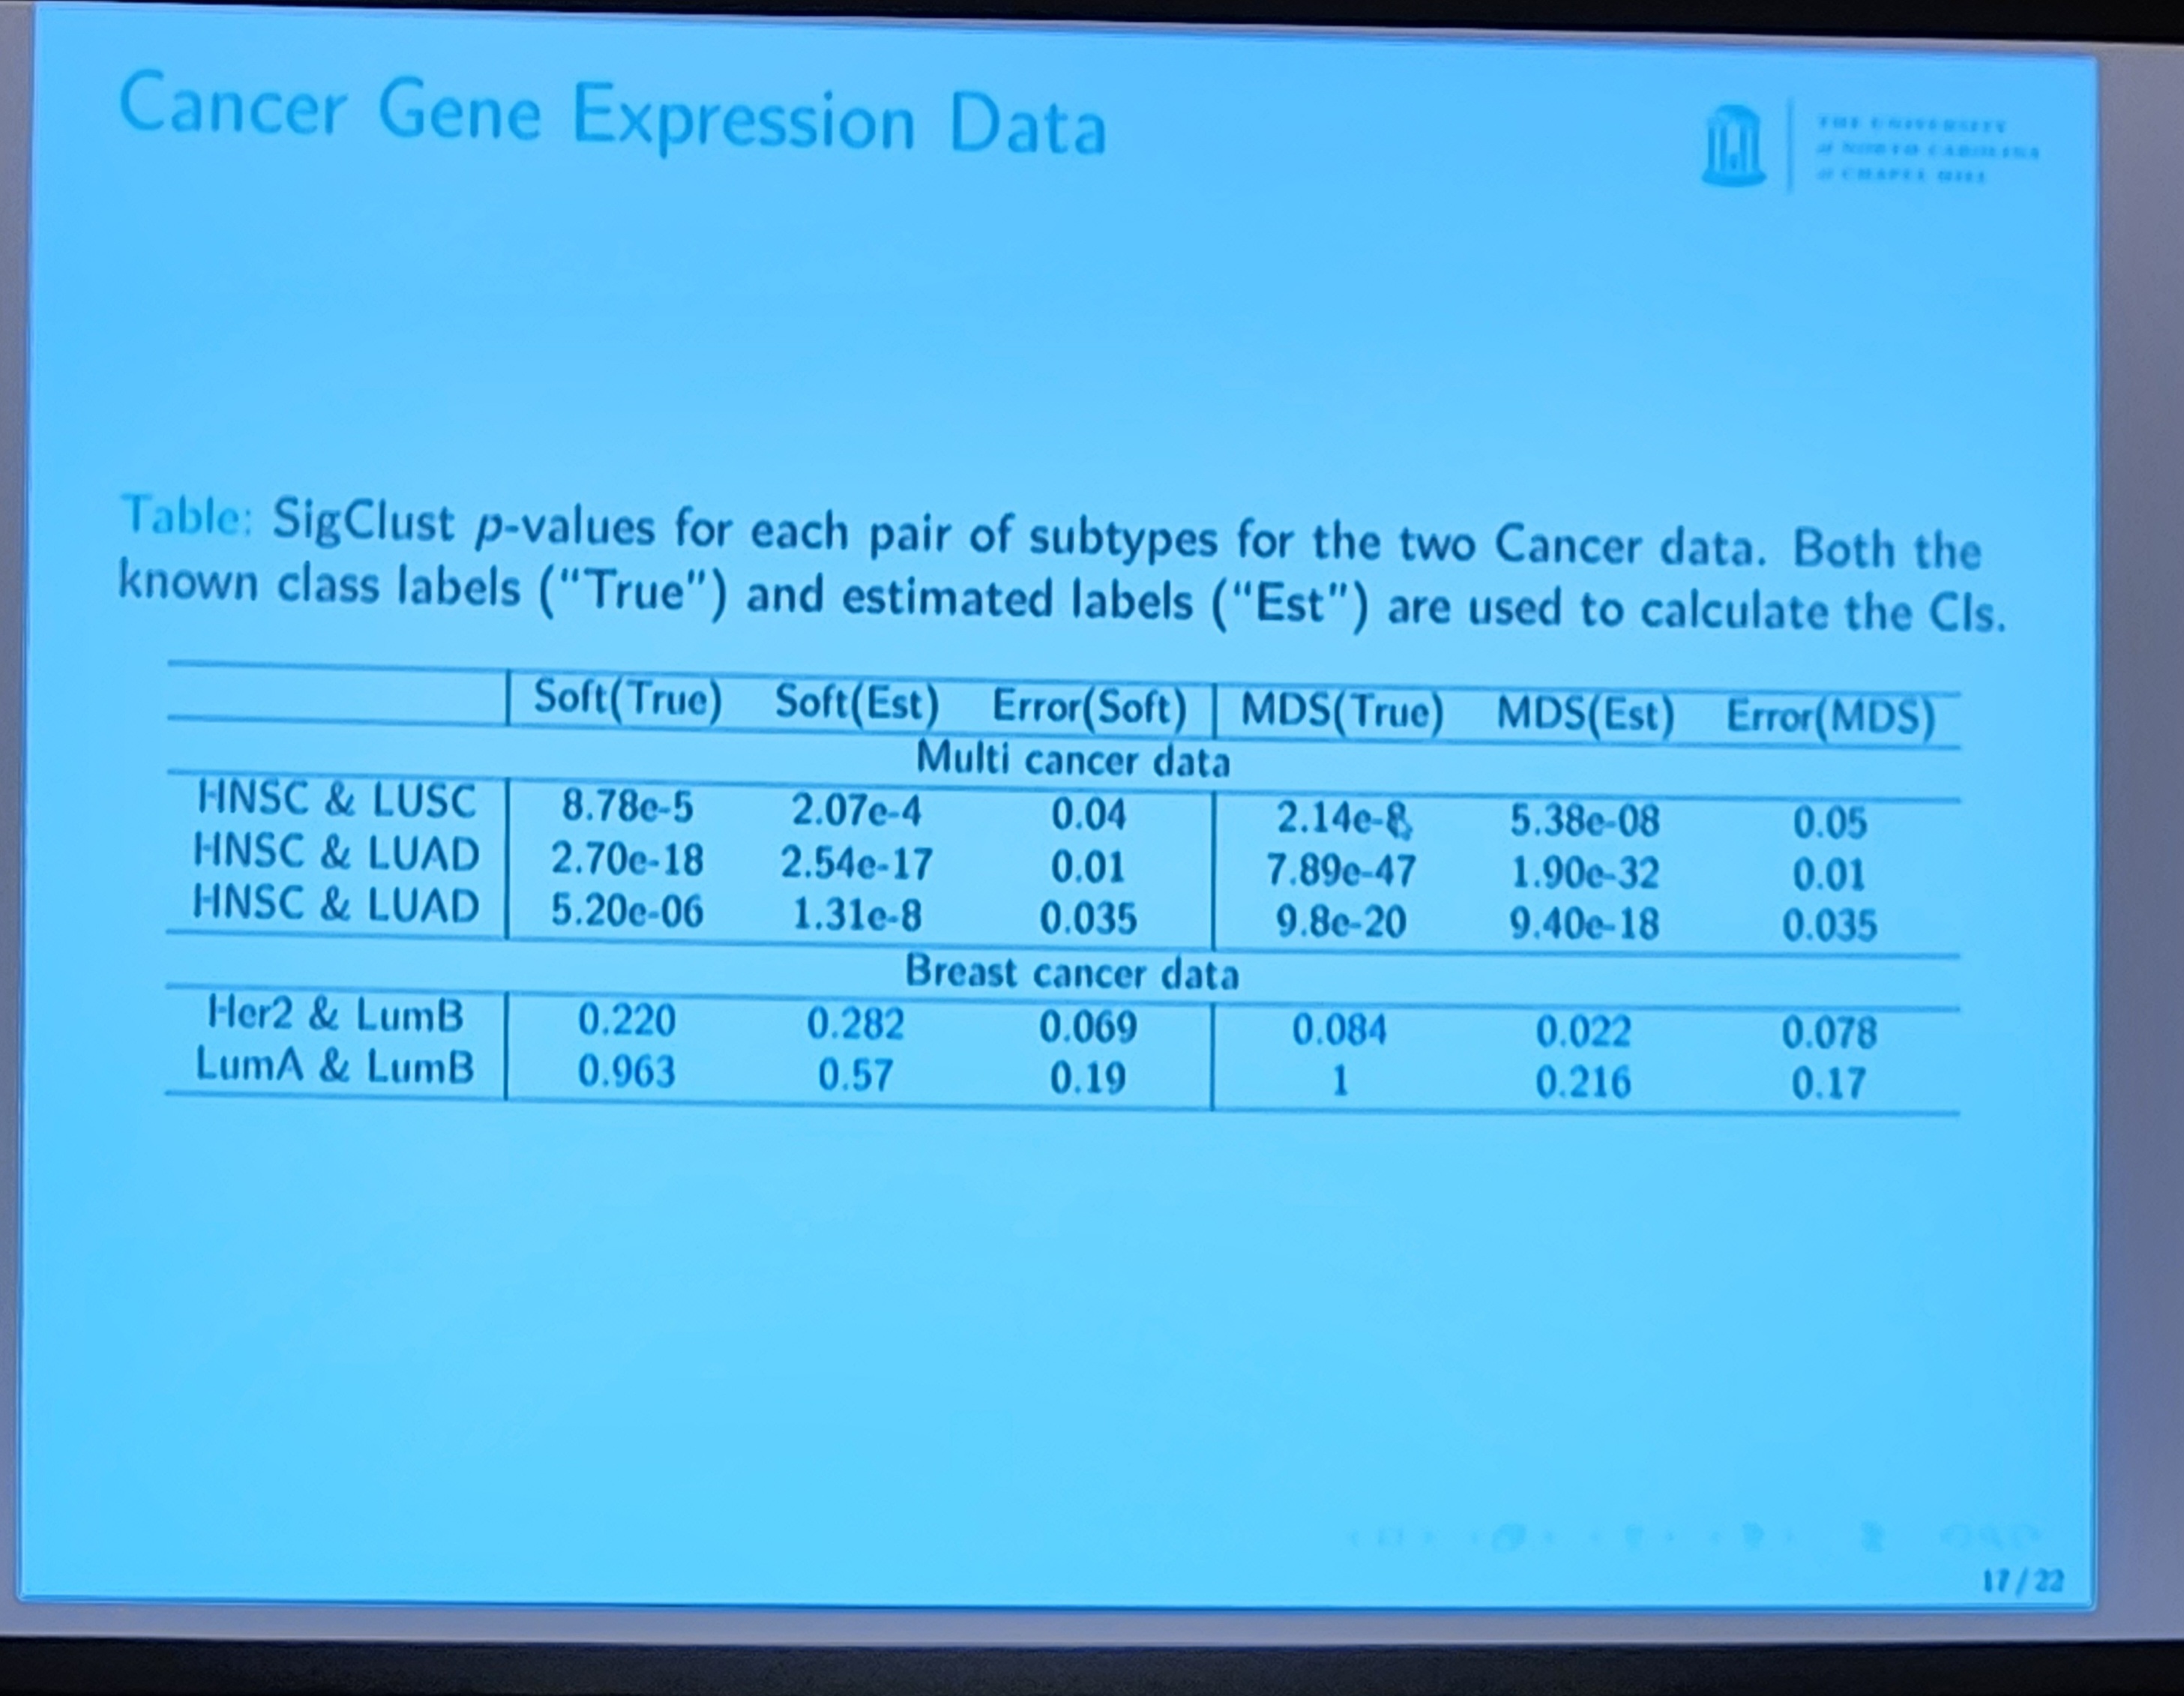 Cancer Gene Expression Data
THE UNIVERSITY
of NORTH CAROLINA
at CHAPEL HILL
Table: SigClust p-values for each pair of subtypes for the two Cancer data. Both the
known class labels (“True”) and estimated labels (“Est”) are used to calculate the CIs.
Soft(True) Soft(Est) Error(Soft) MDS(True) MDS(Est) Error(MDS)
Multi cancer data
HNSC & LUSC 8.78e-5 2.07e-4 0.04 2.14e-8 5.38e-08 0.05
HNSC & LUAD 2.70e-18 2.54e-17 0.01 7.89e-47 1.90e-32 0.01
HNSC & LUAD 5.20e-06 1.31e-8 0.035 9.8e-20 9.40e-18 0.035
Breast cancer data
Her2 & LumB 0.220 0.282 0.069 0.084 0.022 0.078
LumA & LumB 0.963 0.57 0.19 1 0.216 0.17
17/22